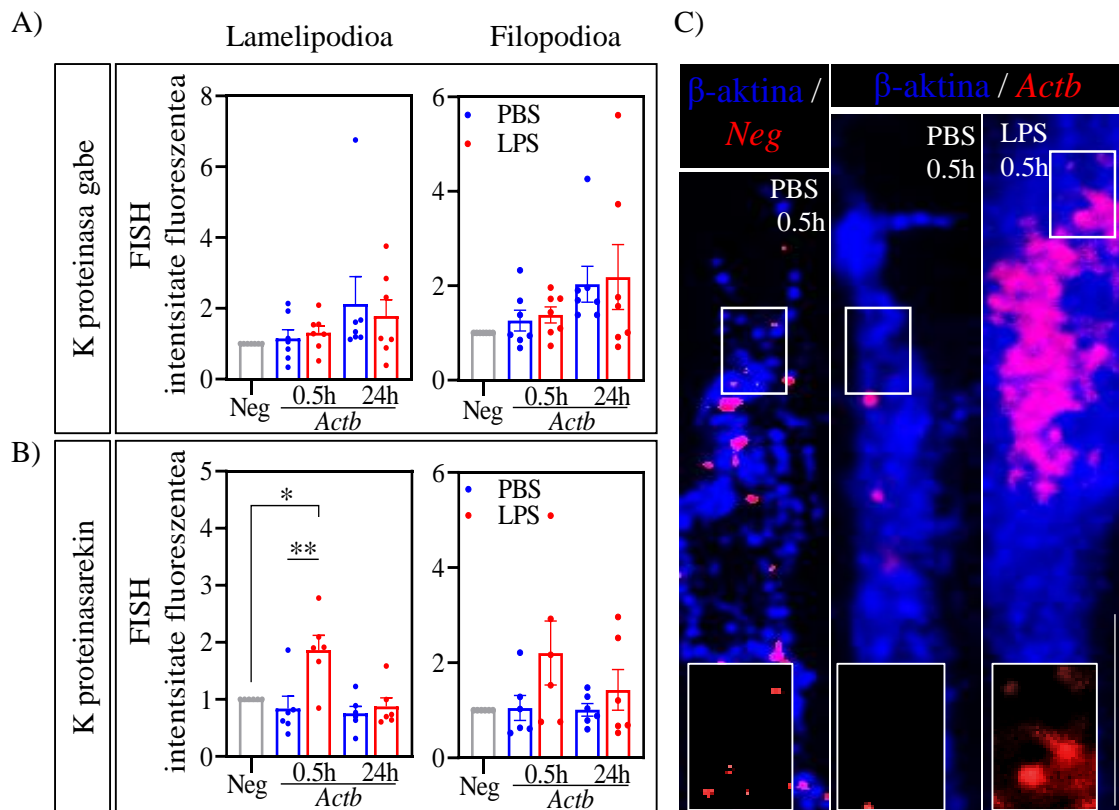 A)
Lamelipodioa
Filopodioa
K proteinasa gabe
FISH
intentsitate fluoreszentea
8
6
4
2
0
Neg
0.5h
24h
Actb
6
4
2
0
PBS
LPS
Neg
0.5h
24h
Actb
B)
K proteinasarekin
FISH
intentsitate fluoreszentea
5
4
3
2
1
0
*
**
Neg
0.5h
24h
Actb
6
4
2
0
PBS
LPS
Neg
0.5h
24h
Actb
C)
β-aktina /
Neg
β-aktina / Actb
PBS
0.5h
PBS
0.5h
LPS
0.5h